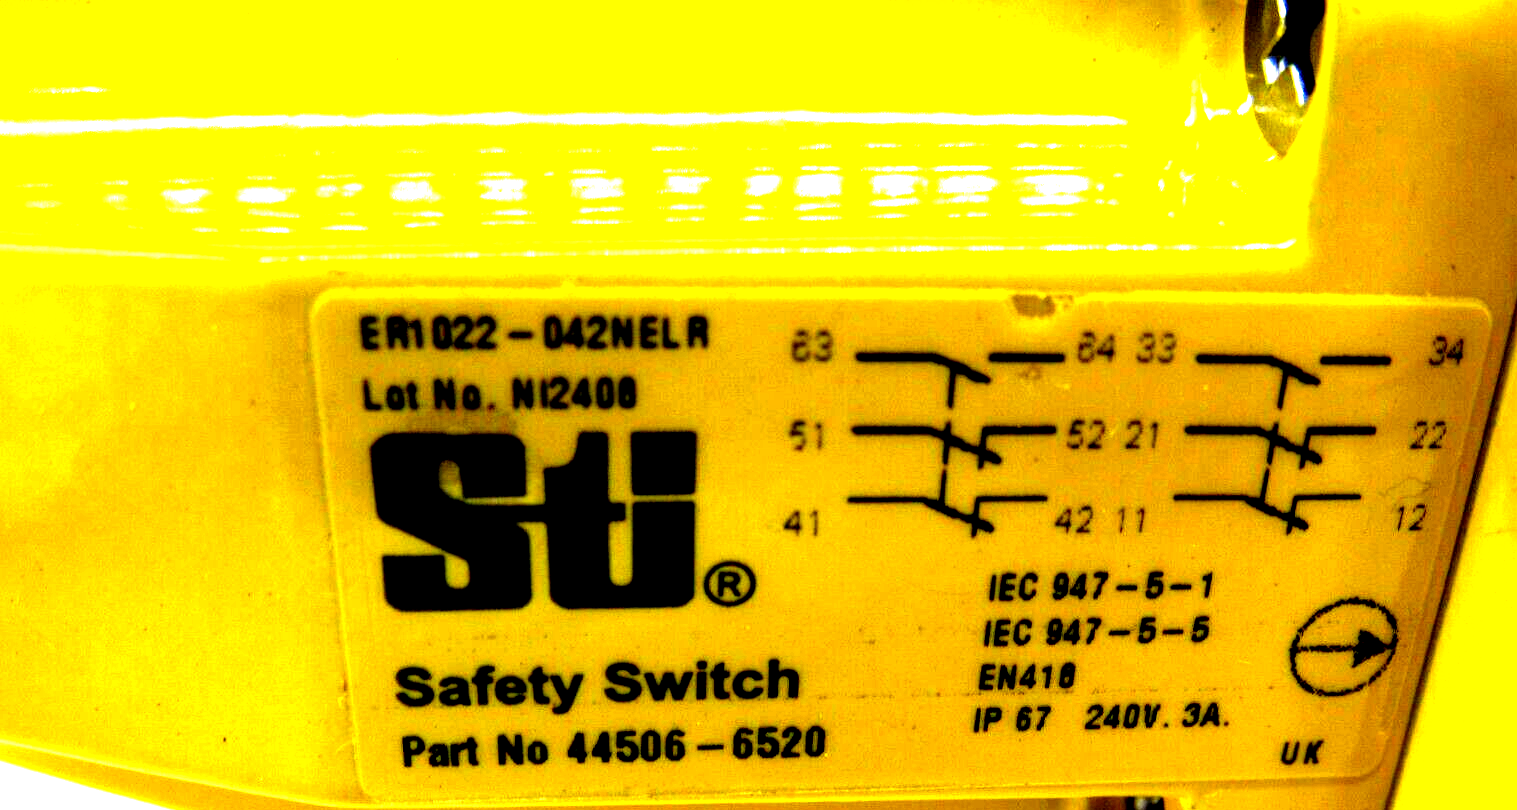 ER1022-042NELR
Lot No. NI2408
Sti®
Safety Switch
Part No 44506-6520
63 64 33 34
51 52 21 22
41 42 11 12
IEC 947-5-1
IEC 947-5-5
EN418
IP 67 240V. 3A.
UK